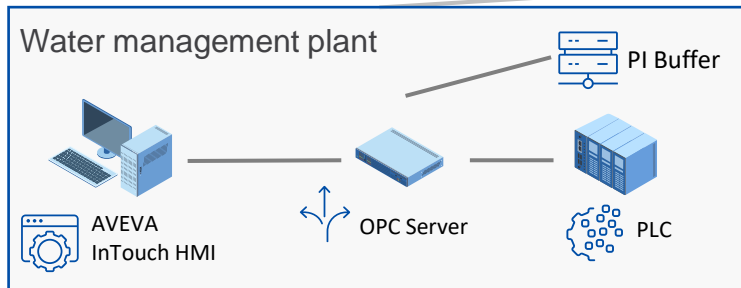 Water management plant
PI Buffer
AVEVA
InTouch HMI
OPC Server
PLC